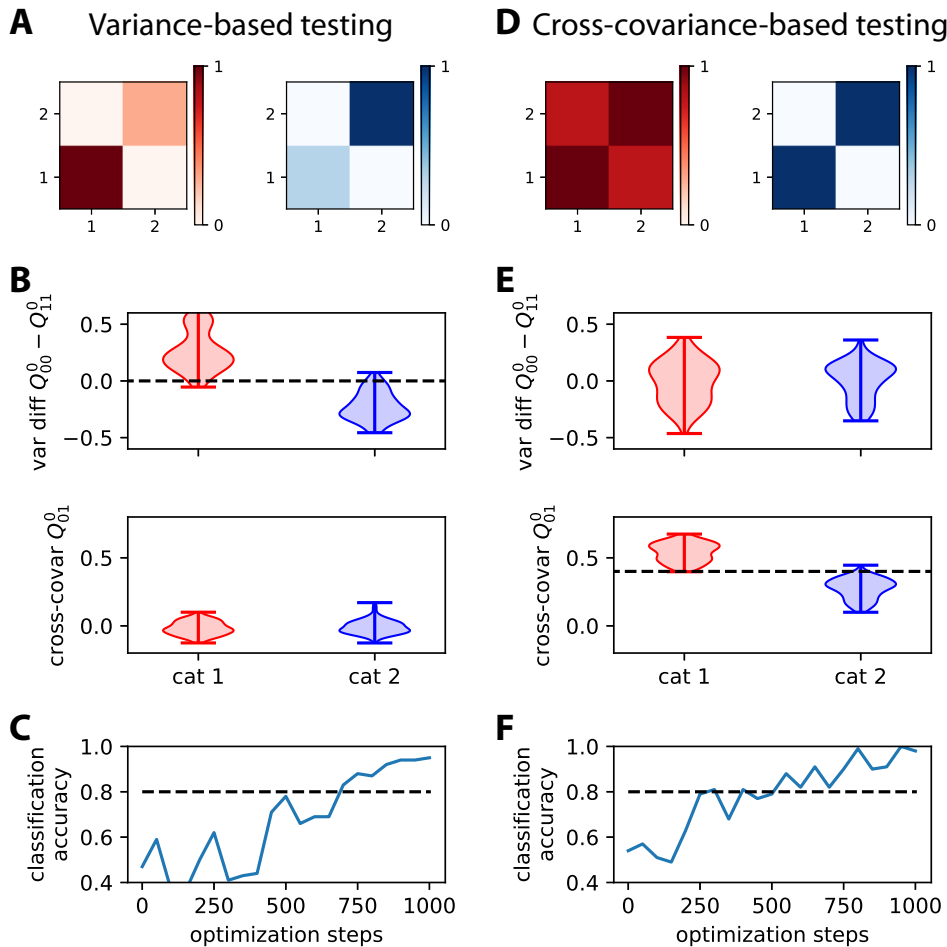 A Variance-based testing
1
2
1
0
1 2
1
2
1
0
1 2
D Cross-covariance-based testing
1
2
1
0
1 2
1
2
1
0
1 2
B
var diff Q⁰₀₀ − Q⁰₁₁
0.5
0.0
−0.5
cross-covar Q⁰₀₁
0.5
0.0
cat 1 cat 2
E
var diff Q⁰₀₀ − Q⁰₁₁
0.5
0.0
−0.5
cross-covar Q⁰₀₁
0.5
0.0
cat 1 cat 2
C
classification
accuracy
1.0
0.8
0.6
0.4
0 250 500 750 1000
optimization steps
F
classification
accuracy
1.0
0.8
0.6
0.4
0 250 500 750 1000
optimization steps